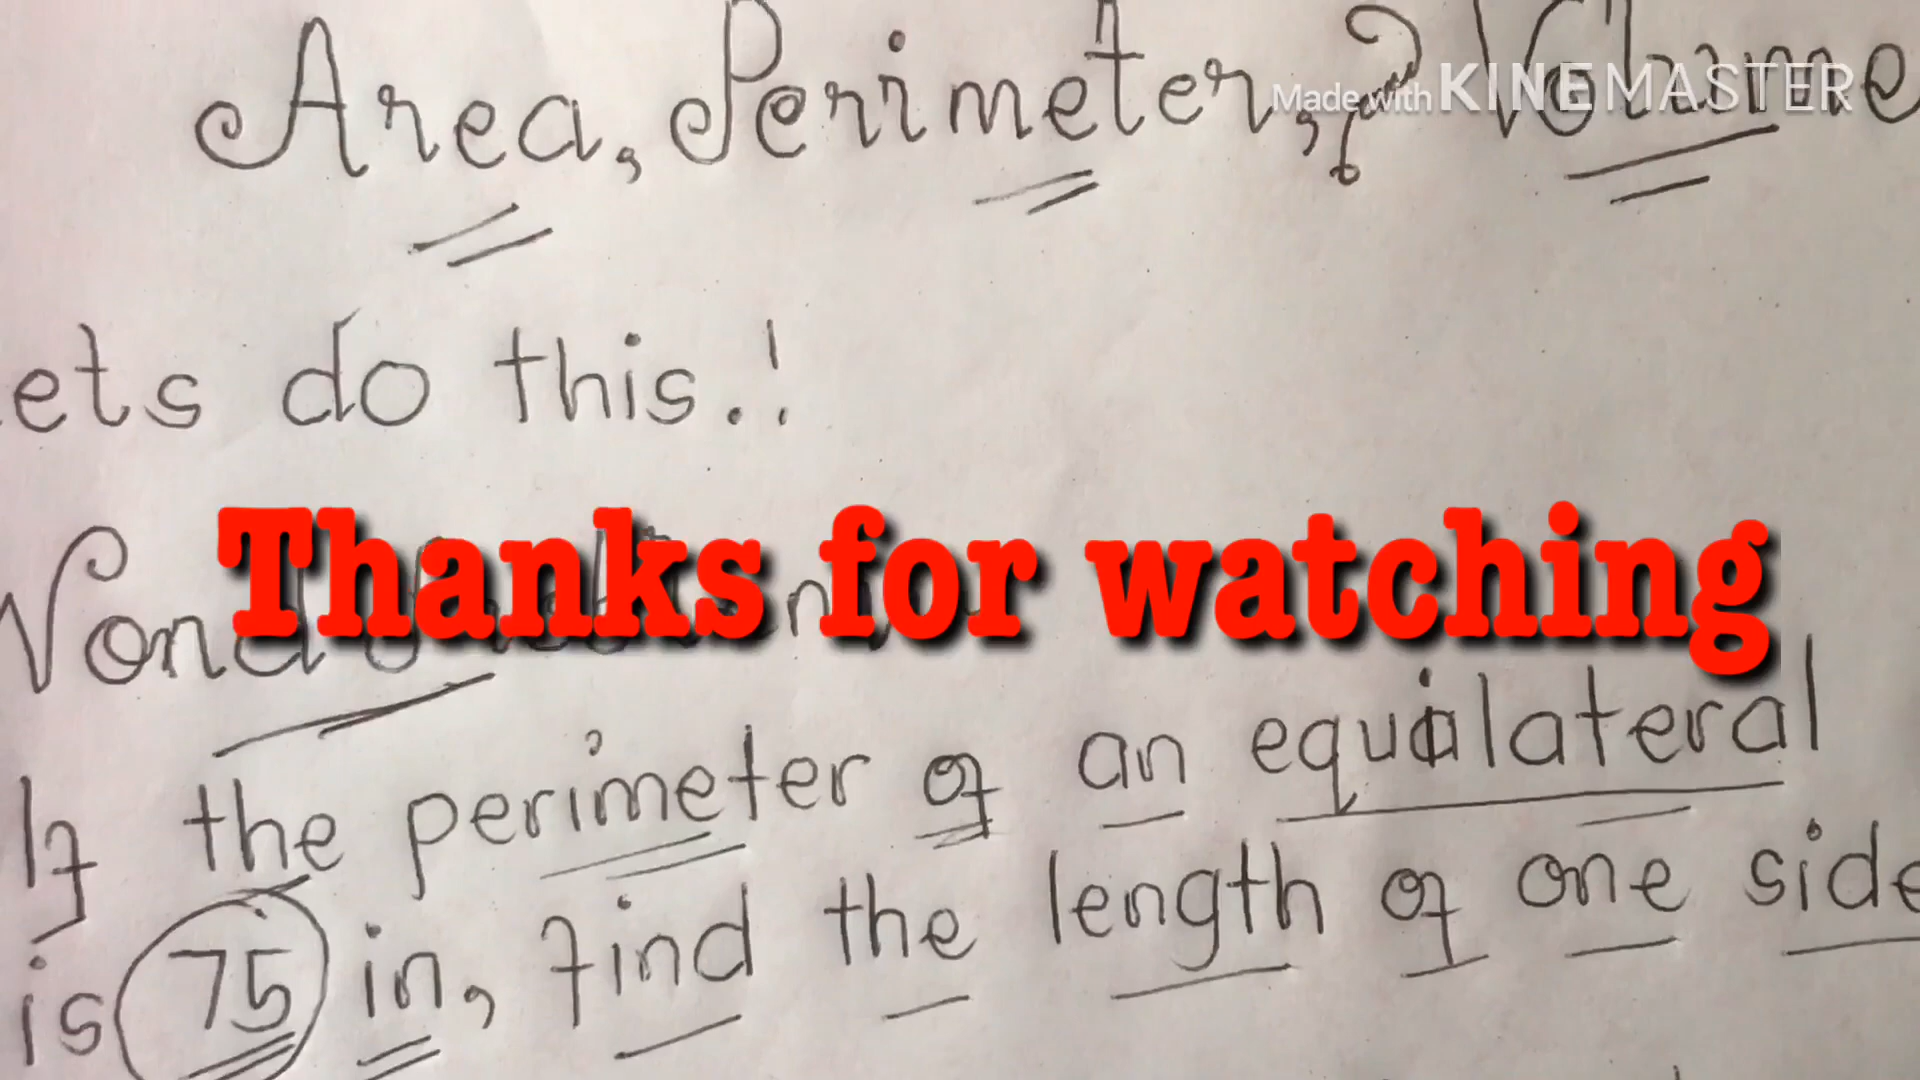 Area, Perimeter, & Volume
Made with KINEMASTER
ets do this.!
Thanks for watching
If the perimeter of an equilateral
is 75 in, find the length of one side